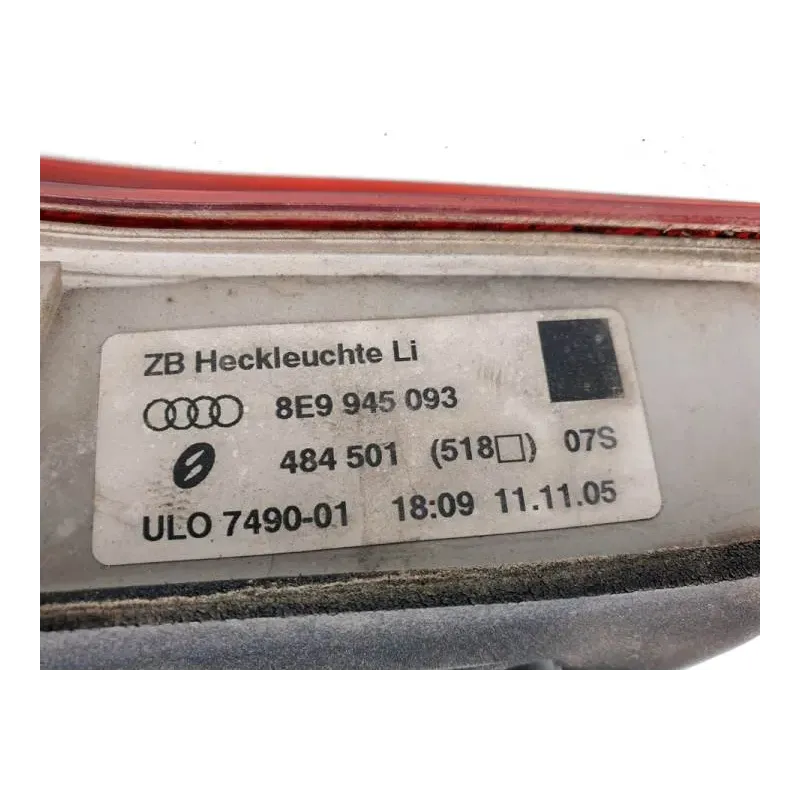 ZB Heckleuchte Li
8E9 945 093
484 501 (518□) 07S
ULO 7490-01 18:09 11.11.05